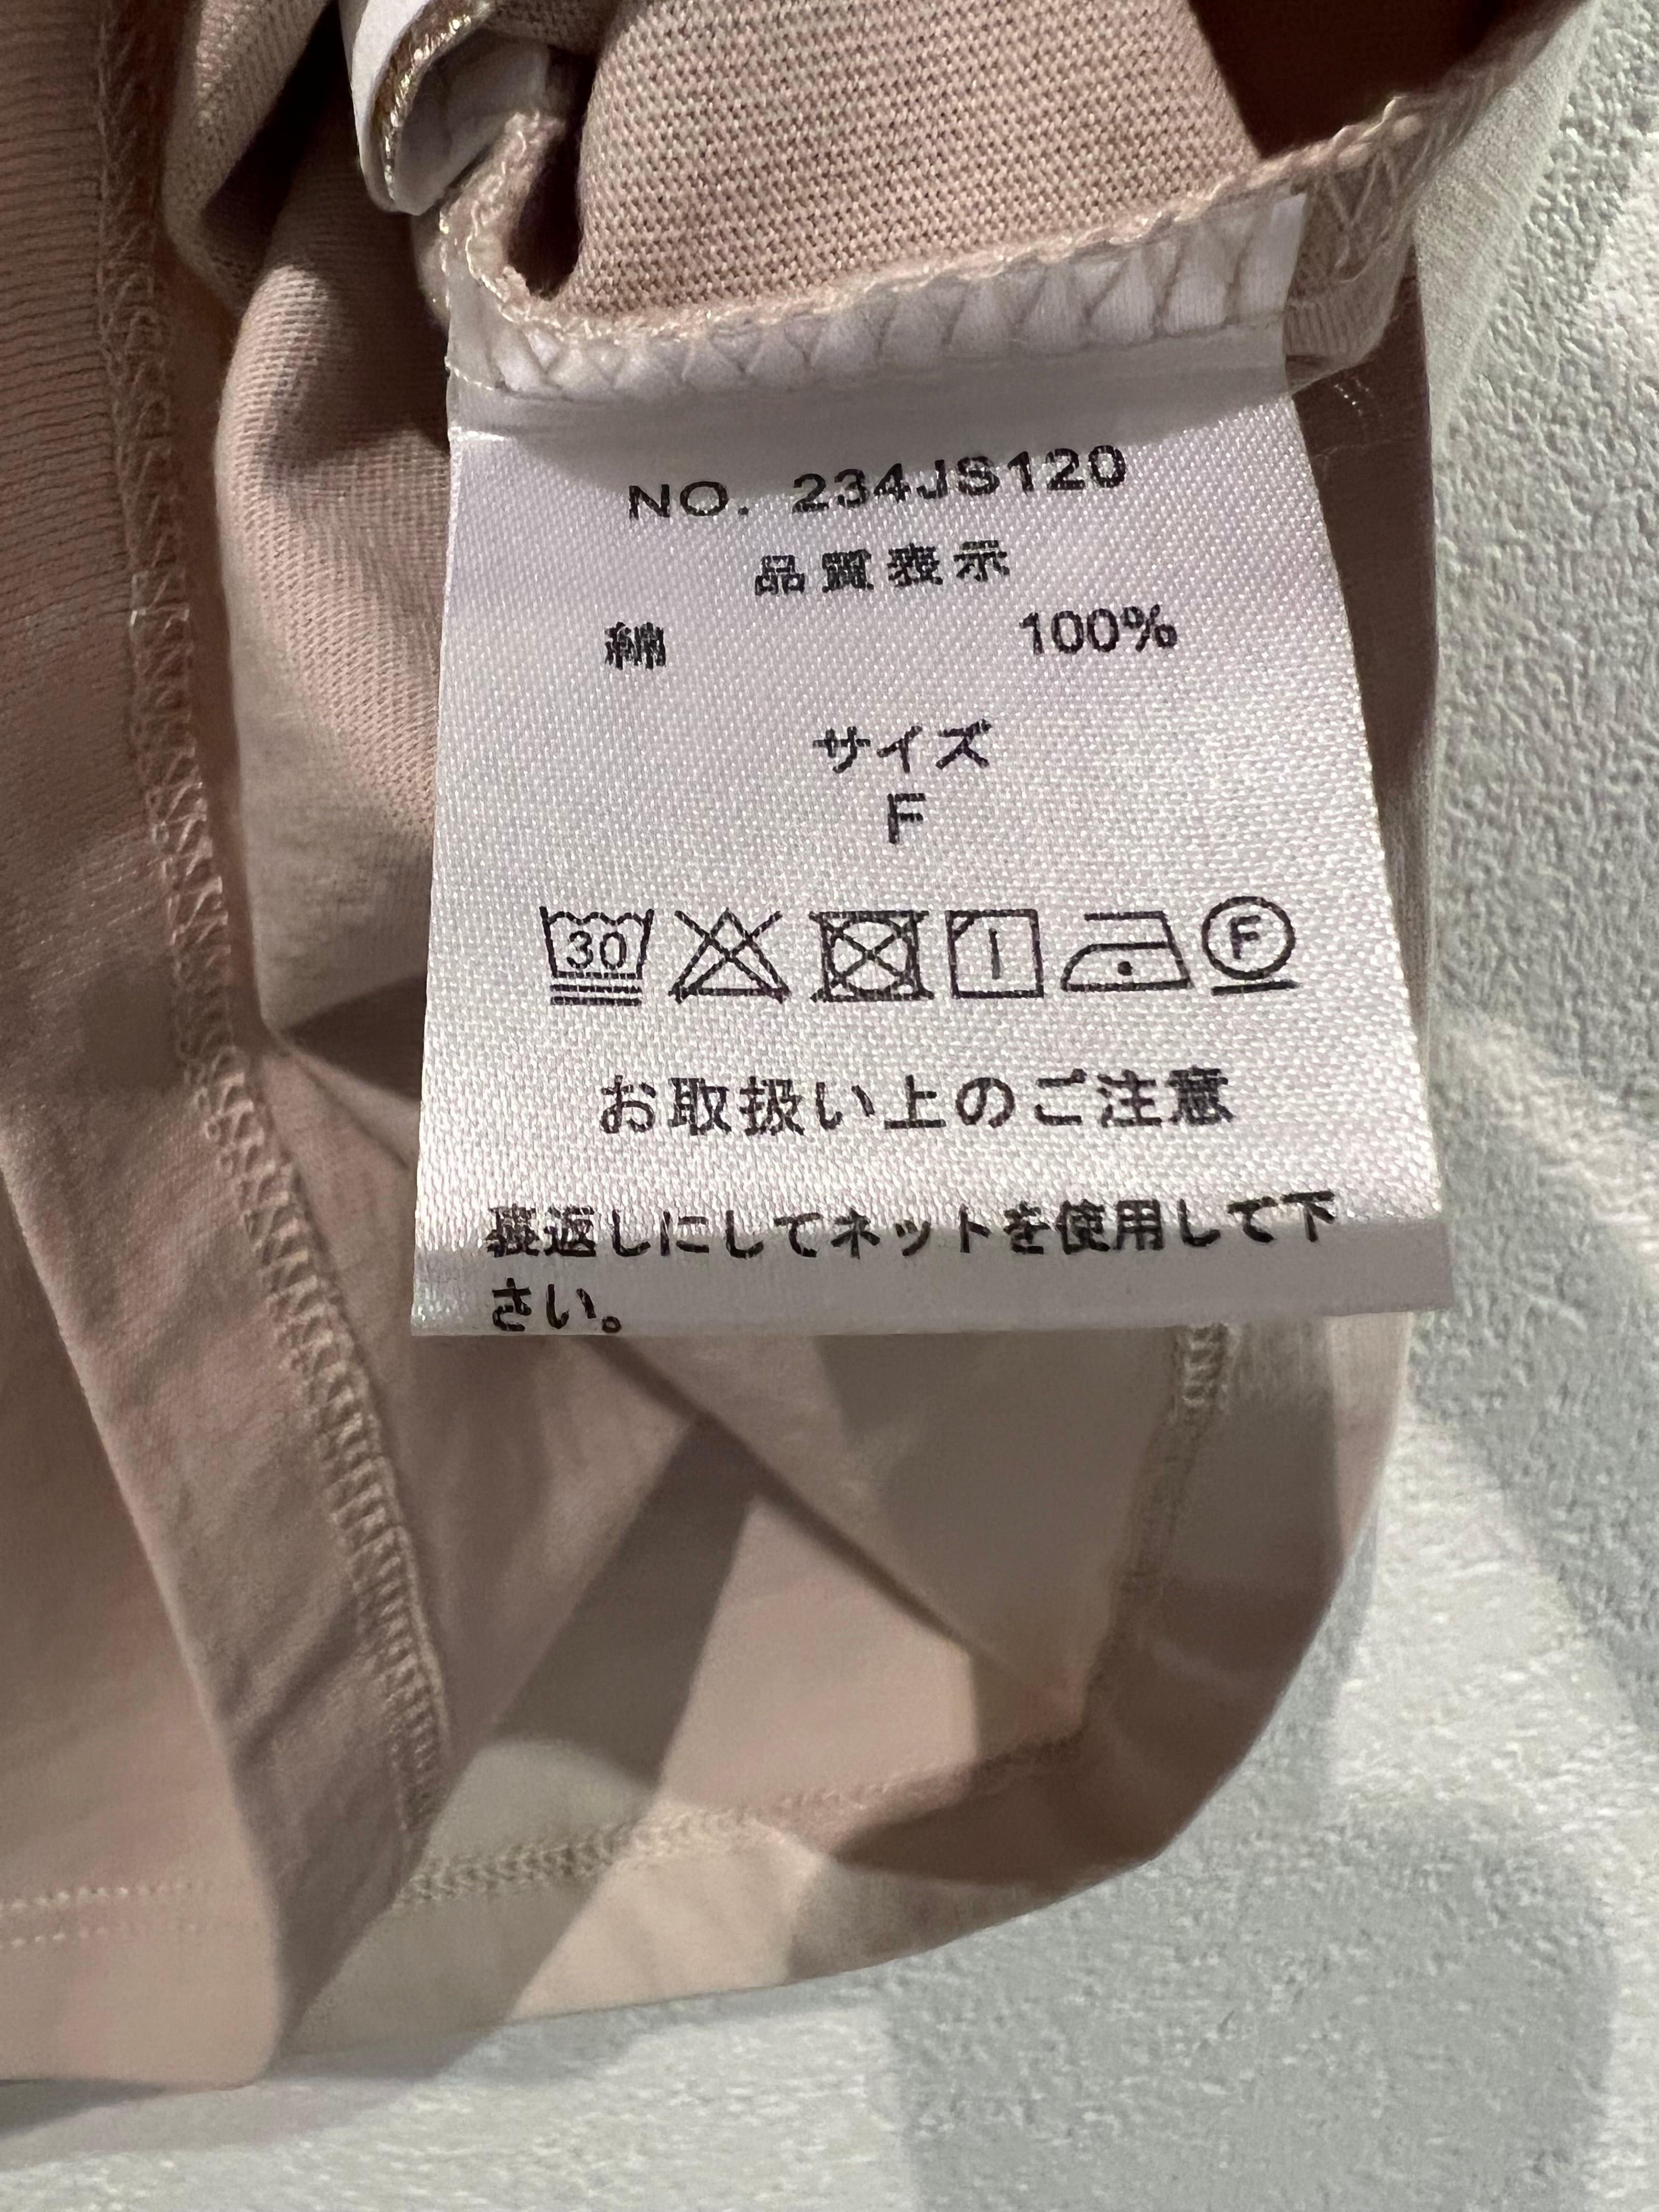 NO. 234JS120
品質表示
綿 100%
サイズ
F
30 F
お取扱い上のご注意
裏返しにしてネットを使用して下
さい。